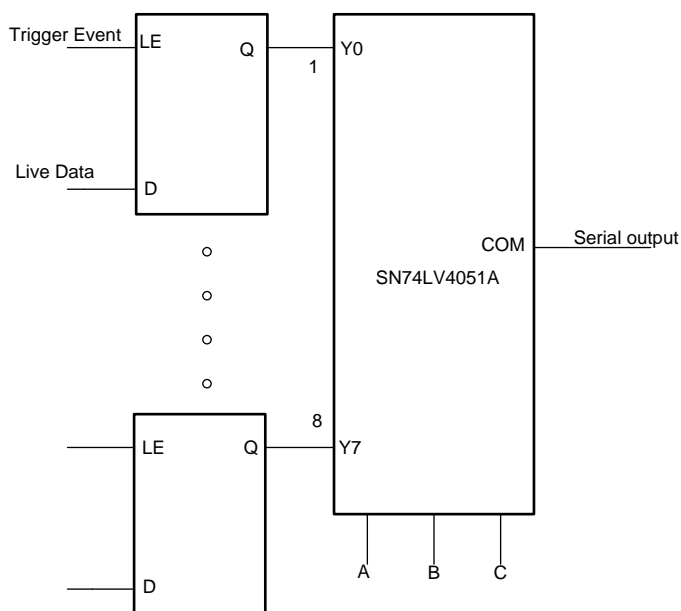 Trigger Event
LE
Q
1
Y0
Live Data
D
COM
Serial output
SN74LV4051A
8
LE
Q
Y7
D
A
B
C